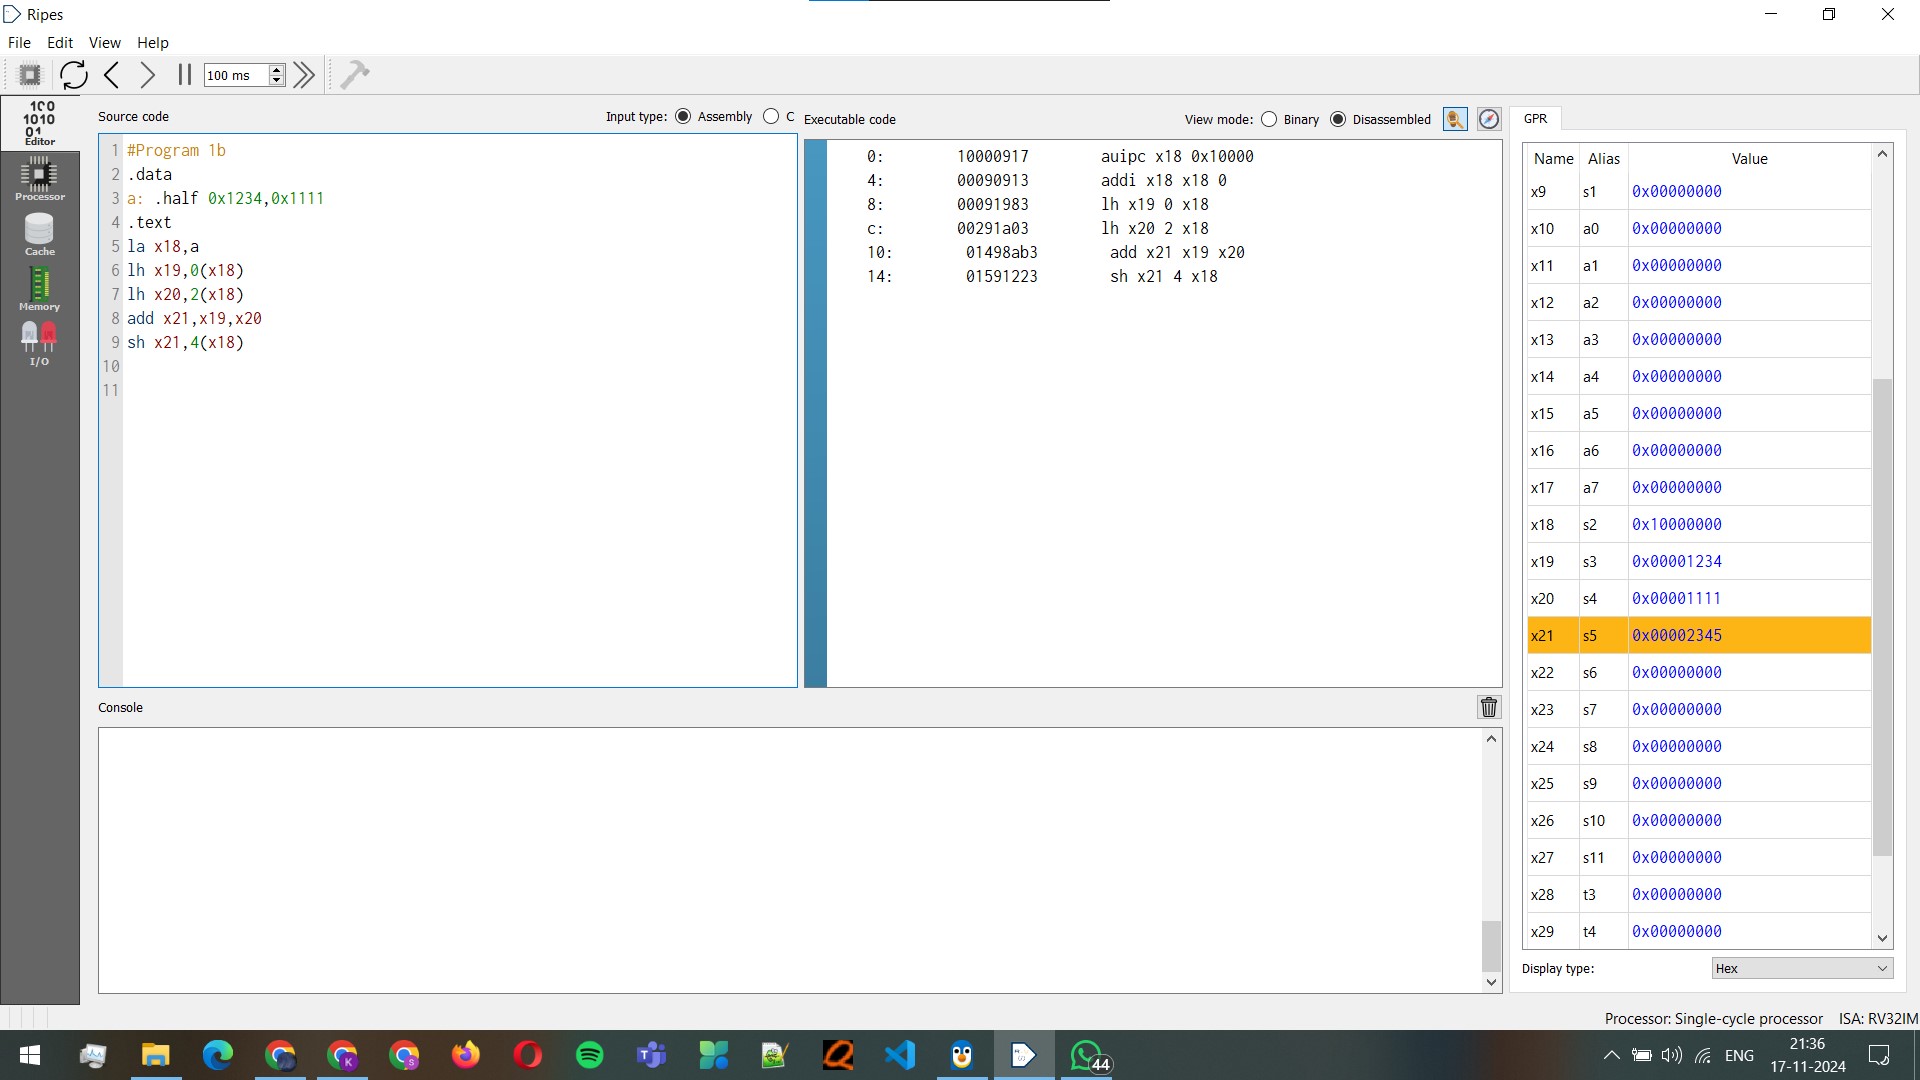 Ripes
File Edit View Help
100 ms
Editor
Processor
Cache
Memory
I/O
Source code
Input type: Assembly C
1 #Program 1b
2 .data
3 a: .half 0x1234,0x1111
4 .text
5 la x18,a
6 lh x19,0(x18)
7 lh x20,2(x18)
8 add x21,x19,x20
9 sh x21,4(x18)
10
11
Executable code
View mode: Binary Disassembled
0: 10000917 auipc x18 0x10000
4: 00090913 addi x18 x18 0
8: 00091983 lh x19 0 x18
c: 00291a03 lh x20 2 x18
10: 01498ab3 add x21 x19 x20
14: 01591223 sh x21 4 x18
Console
GPR
Name Alias Value
x9 s1 0x00000000
x10 a0 0x00000000
x11 a1 0x00000000
x12 a2 0x00000000
x13 a3 0x00000000
x14 a4 0x00000000
x15 a5 0x00000000
x16 a6 0x00000000
x17 a7 0x00000000
x18 s2 0x10000000
x19 s3 0x00001234
x20 s4 0x00001111
x21 s5 0x00002345
x22 s6 0x00000000
x23 s7 0x00000000
x24 s8 0x00000000
x25 s9 0x00000000
x26 s10 0x00000000
x27 s11 0x00000000
x28 t3 0x00000000
x29 t4 0x00000000
Display type: Hex
Processor: Single-cycle processor ISA: RV32IM
44
ENG
21:36
17-11-2024